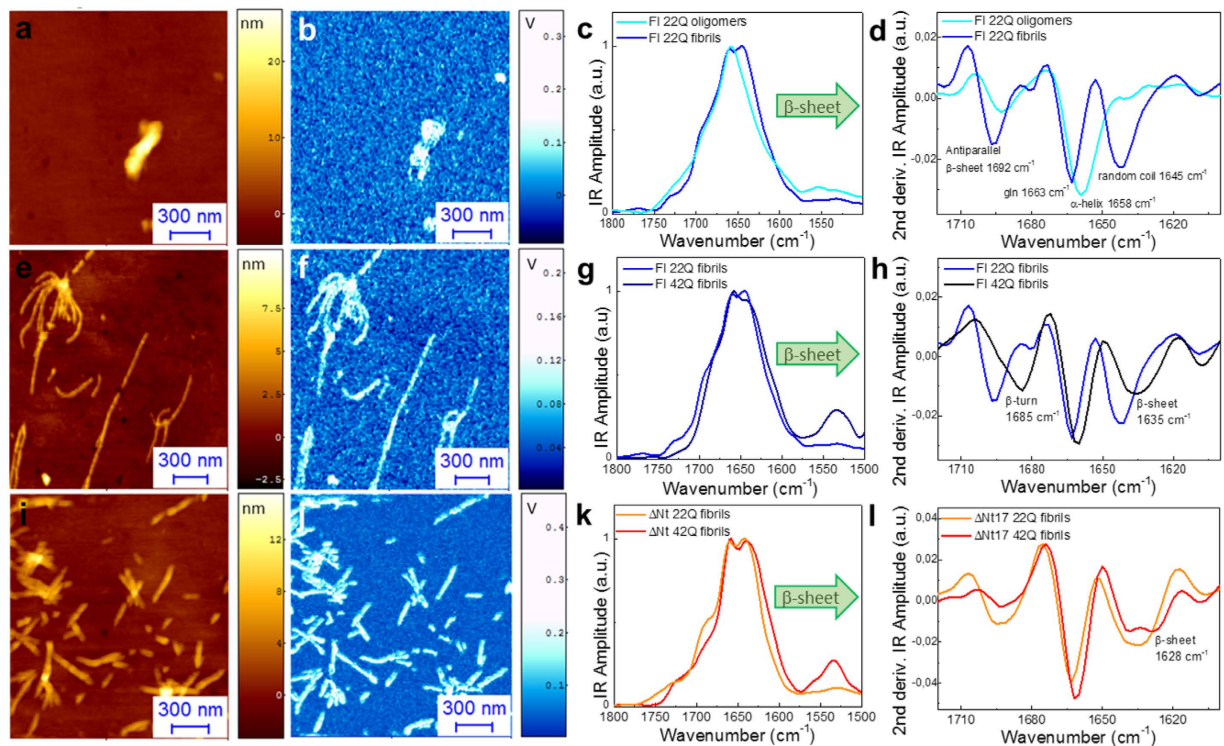 a
nm
20
10
0
300 nm
b
V
0.3
0.2
0.1
0
300 nm
c
Fl 22Q oligomers
Fl 22Q fibrils
IR Amplitude (a.u.)
1
0
β-sheet
1800 1750 1700 1650 1600 1550 1500
Wavenumber (cm⁻¹)
d
Fl 22Q oligomers
Fl 22Q fibrils
2nd deriv. IR Amplitude (a.u.)
0,02
0,00
-0,02
Antiparallel
β-sheet 1692 cm⁻¹
gln 1663 cm⁻¹
random coil 1645 cm⁻¹
α-helix 1658 cm⁻¹
1710 1680 1650 1620
Wavenumber (cm⁻¹)
e
nm
7.5
5.0
2.5
0.0
-2.5
300 nm
f
V
0.20
0.16
0.12
0.08
0.04
300 nm
g
Fl 22Q fibrils
Fl 42Q fibrils
IR Amplitude (a.u)
1
0
β-sheet
1800 1750 1700 1650 1600 1550 1500
Wavenumber (cm⁻¹)
h
Fl 22Q fibrils
Fl 42Q fibrils
2nd deriv. IR Amplitude (a.u.)
0,02
0,00
-0,02
β-turn
1685 cm⁻¹
β-sheet
1635 cm⁻¹
1710 1680 1650 1620
Wavenumber (cm⁻¹)
i
nm
12
8
4
0
300 nm
j
V
0.4
0.3
0.2
0.1
300 nm
k
ΔNt 22Q fibrils
ΔNt 42Q fibrils
IR Amplitude (a.u.)
1
0
β-sheet
1800 1750 1700 1650 1600 1550 1500
Wavenumber (cm⁻¹)
l
ΔNt17 22Q fibrils
ΔNt17 42Q fibrils
2nd deriv. IR Amplitude (a.u.)
0,04
0,02
0,00
-0,02
-0,04
β-sheet
1628 cm⁻¹
1710 1680 1650 1620
Wavenumber (cm⁻¹)